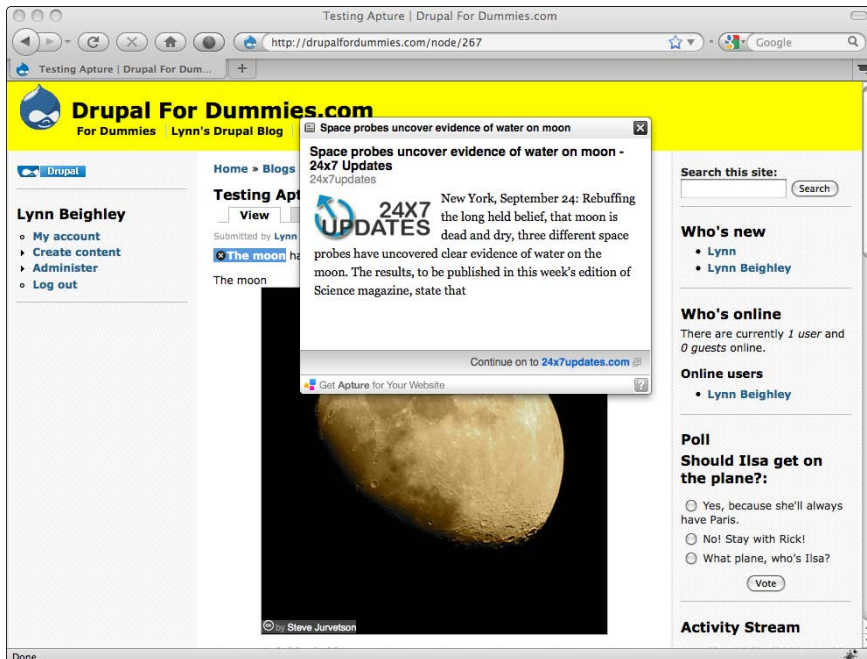 Testing Apture | Drupal For Dummies.com
http://drupalfordummies.com/node/267
Google
Testing Apture | Drupal For Dum...
Drupal For Dummies.com
For Dummies Lynn's Drupal Blog
Drupal
Lynn Beighley
My account
Create content
Administer
Log out
Home » Blogs
Testing Apt
View
Submitted by Lynn
The moon ha
The moon
Space probes uncover evidence of water on moon
Space probes uncover evidence of water on moon -
24x7 Updates
24x7updates
24X7
UPDATES
New York, September 24: Rebuffing
the long held belief, that moon is
dead and dry, three different space
probes have uncovered clear evidence of water on the
moon. The results, to be published in this week's edition of
Science magazine, state that
Continue on to 24x7updates.com
Get Apture for Your Website
?
cc by Steve Jurvetson
Search this site:
Search
Who's new
Lynn
Lynn Beighley
Who's online
There are currently 1 user and
0 guests online.
Online users
Lynn Beighley
Poll
Should Ilsa get on
the plane?:
Yes, because she'll always
have Paris.
No! Stay with Rick!
What plane, who's Ilsa?
Vote
Activity Stream
Done